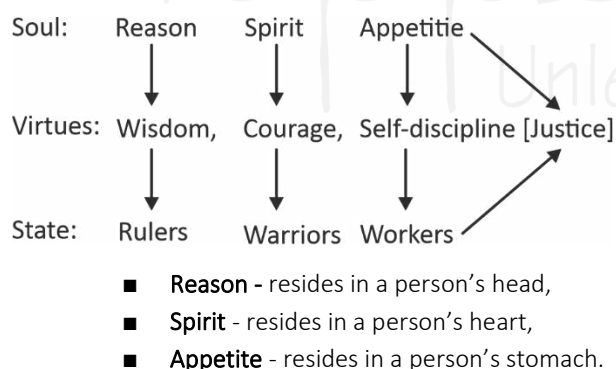 Soul: Reason Spirit Appetitie
Virtues: Wisdom, Courage, Self-discipline [Justice]
State: Rulers Warriors Workers
■ Reason - resides in a person’s head,
■ Spirit - resides in a person’s heart,
■ Appetite - resides in a person’s stomach.